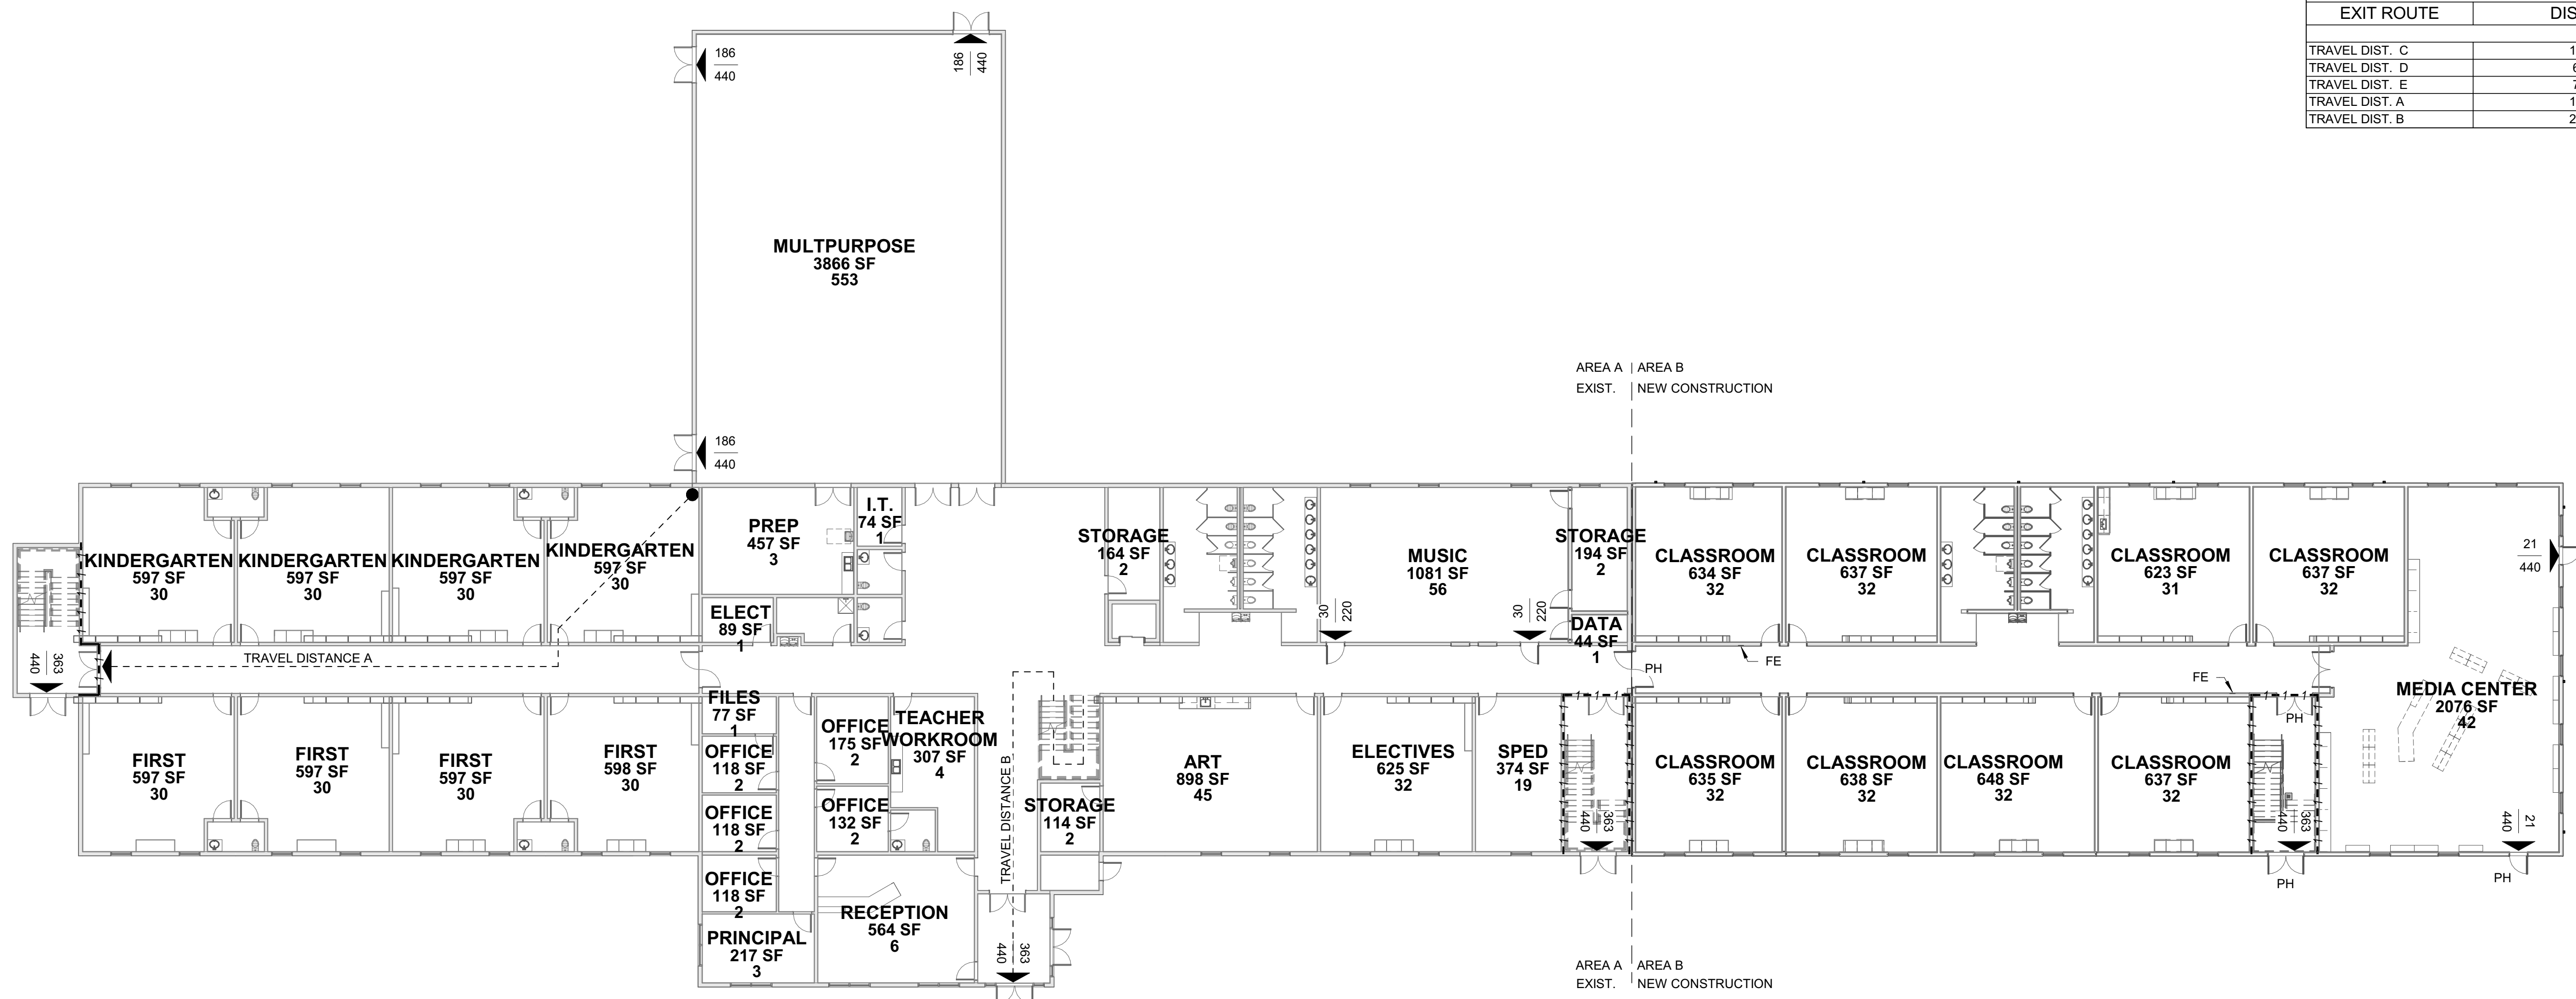 EXIT ROUTE
DIS
TRAVEL DIST. C
1
TRAVEL DIST. D
6
TRAVEL DIST. E
7
TRAVEL DIST. A
1
TRAVEL DIST. B
2
186
440
186
440
MULTPURPOSE
3866 SF
553
186
440
AREA A
AREA B
EXIST.
NEW CONSTRUCTION
KINDERGARTEN
597 SF
30
KINDERGARTEN
597 SF
30
KINDERGARTEN
597 SF
30
KINDERGARTEN
597 SF
30
PREP
457 SF
3
I.T.
74 SF
1
ELECT
89 SF
1
STORAGE
164 SF
2
MUSIC
1081 SF
56
30
220
30
220
STORAGE
194 SF
2
DATA
44 SF
1
CLASSROOM
634 SF
32
CLASSROOM
637 SF
32
CLASSROOM
623 SF
31
CLASSROOM
637 SF
32
21
440
TRAVEL DISTANCE A
363
440
PH
FE
FE
MEDIA CENTER
2076 SF
42
FIRST
597 SF
30
FIRST
597 SF
30
FIRST
597 SF
30
FIRST
598 SF
30
FILES
77 SF
1
OFFICE
118 SF
2
OFFICE
118 SF
2
OFFICE
118 SF
2
OFFICE
175 SF
2
OFFICE
132 SF
2
TEACHER
WORKROOM
307 SF
4
TRAVEL DISTANCE B
STORAGE
114 SF
2
ART
898 SF
45
ELECTIVES
625 SF
32
SPED
374 SF
19
363
440
CLASSROOM
635 SF
32
CLASSROOM
638 SF
32
CLASSROOM
648 SF
32
CLASSROOM
637 SF
32
PH
363
440
PH
21
440
PH
PRINCIPAL
217 SF
3
RECEPTION
564 SF
6
363
440
AREA A
AREA B
EXIST.
NEW CONSTRUCTION